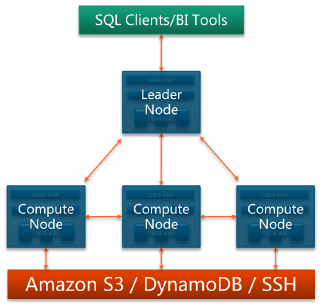 SQL Clients/BI Tools
Leader
Node
Compute
Node
Compute
Node
Compute
Node
Amazon S3 / DynamoDB / SSH